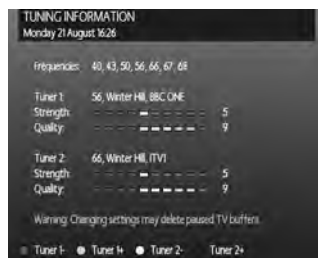 TUNING INFORMATION
Monday 21 August 16:26
Frequencies: 40, 43, 50, 56, 66, 67, 68
Tuner 1: 56, Winter Hill, BBC ONE
Strength: 5
Quality: 9
Tuner 2: 66, Winter Hill, ITV1
Strength: 5
Quality: 9
Warning: Changing settings may delete paused TV buffers.
Tuner 1- Tuner 1+ Tuner 2- Tuner 2+